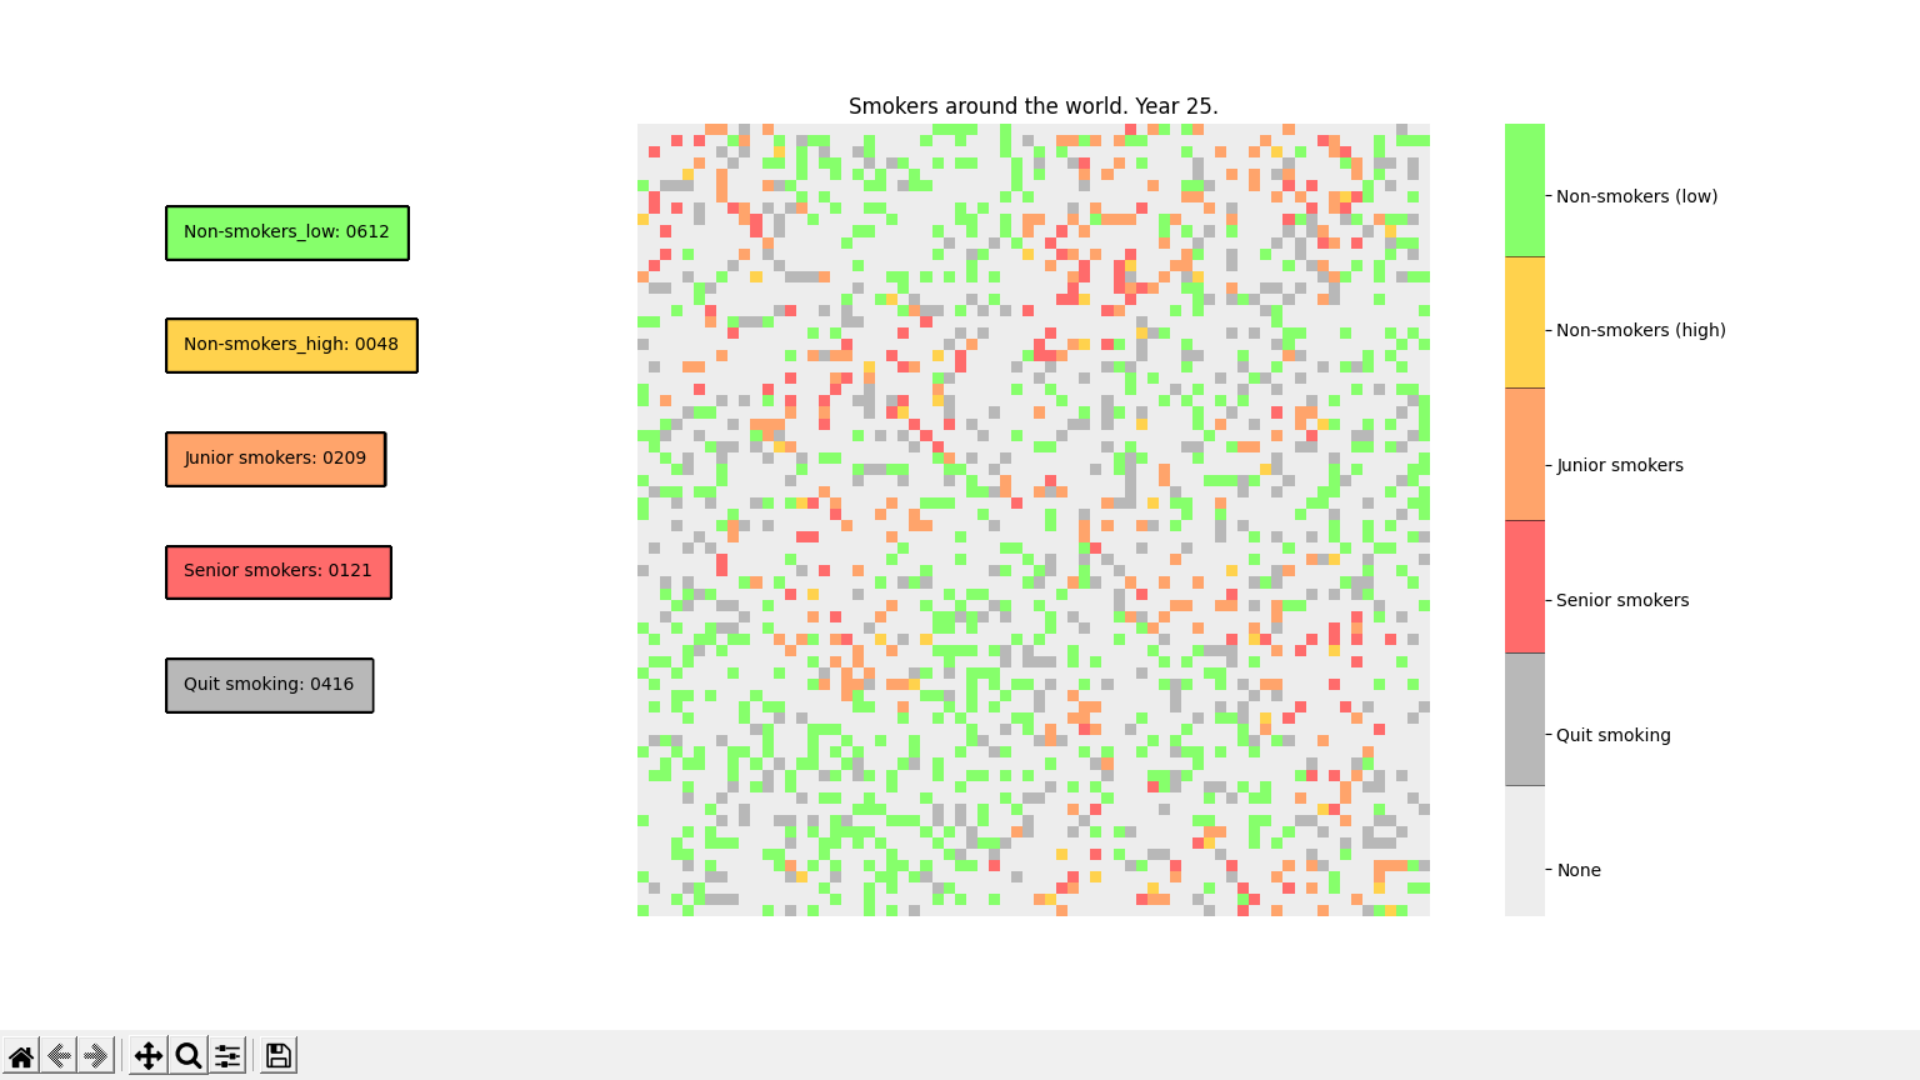 Smokers around the world. Year 25.
Non-smokers_low: 0612
Non-smokers_high: 0048
Junior smokers: 0209
Senior smokers: 0121
Quit smoking: 0416
Non-smokers (low)
Non-smokers (high)
Junior smokers
Senior smokers
Quit smoking
None